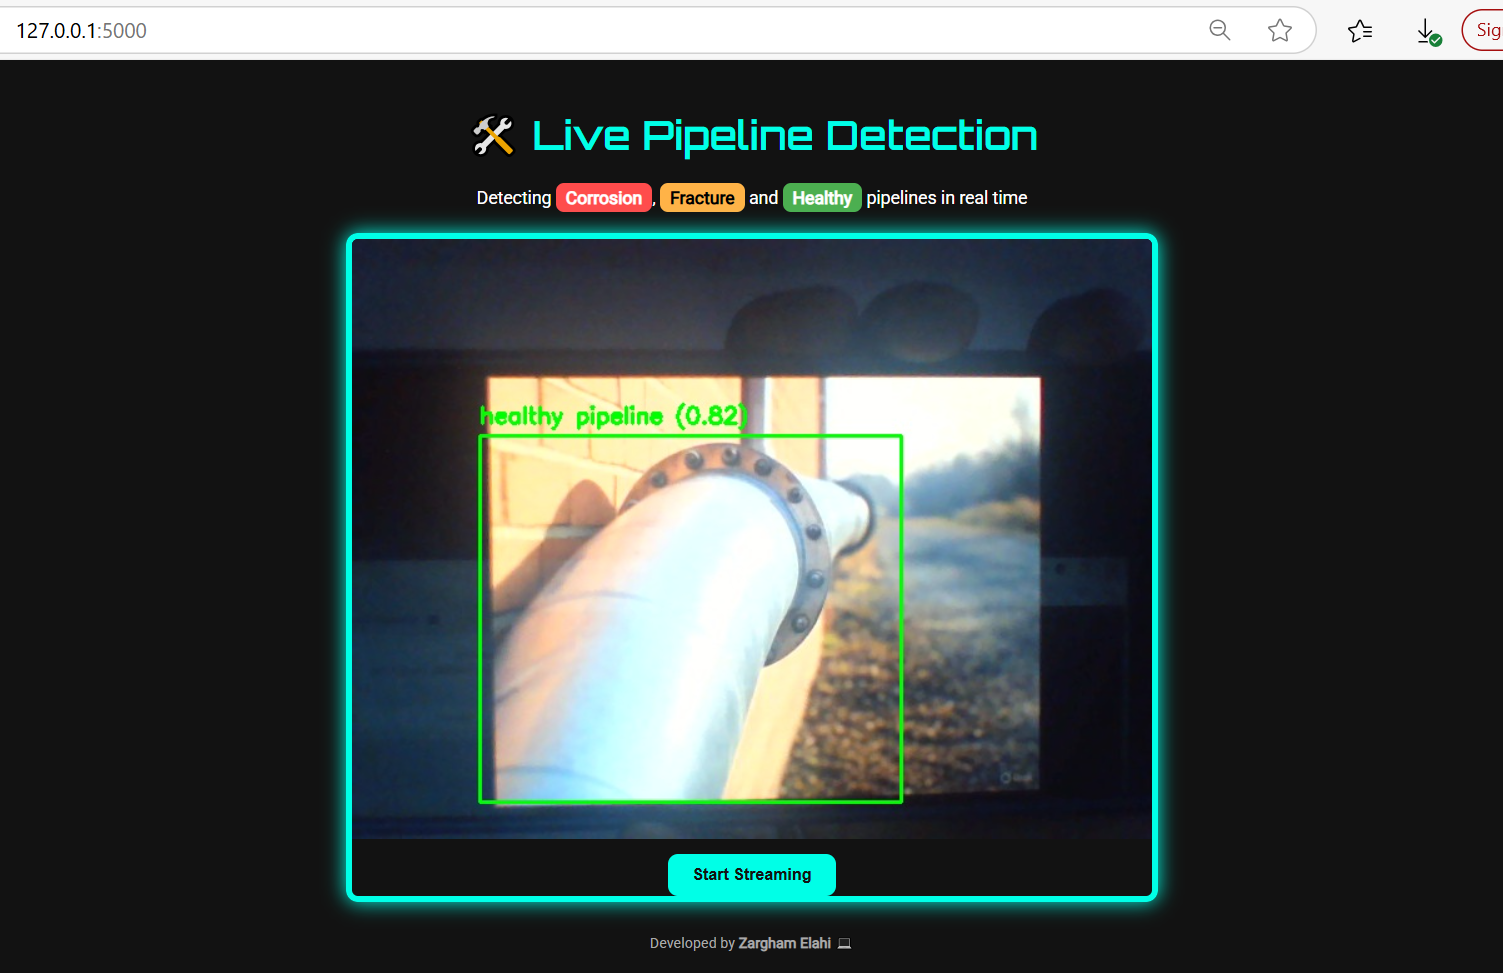 127.0.0.1:5000
Sig
🛠 Live Pipeline Detection
Detecting Corrosion, Fracture and Healthy pipelines in real time
healthy pipeline (0.82)
Start Streaming
Developed by Zargham Elahi 💻